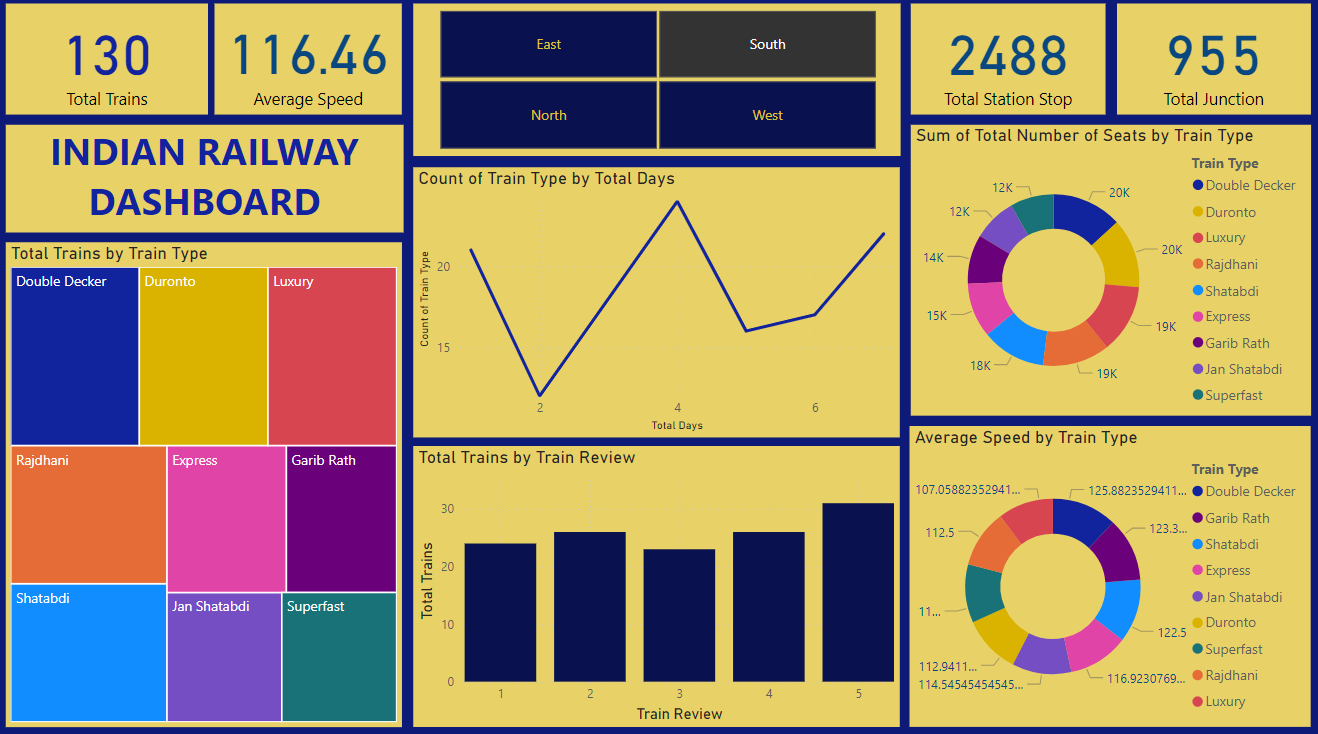 130
Total Trains
116.46
Average Speed
East
South
North
West
2488
Total Station Stop
955
Total Junction
INDIAN RAILWAY
DASHBOARD
Total Trains by Train Type
Double Decker
Duronto
Luxury
Rajdhani
Express
Garib Rath
Shatabdi
Jan Shatabdi
Superfast
Count of Train Type by Total Days
Count of Train Type
20
15
2
4
6
Total Days
Total Trains by Train Review
Total Trains
30
20
10
0
1
2
3
4
5
Train Review
Sum of Total Number of Seats by Train Type
12K
20K
12K
20K
14K
15K
19K
18K
19K
Train Type
Double Decker
Duronto
Luxury
Rajdhani
Shatabdi
Express
Garib Rath
Jan Shatabdi
Superfast
Average Speed by Train Type
107.05882352941...
125.8823529411...
112.5
123.3...
11...
122.5
112.9411...
116.9230769...
114.54545454545...
Train Type
Double Decker
Garib Rath
Shatabdi
Express
Jan Shatabdi
Duronto
Superfast
Rajdhani
Luxury